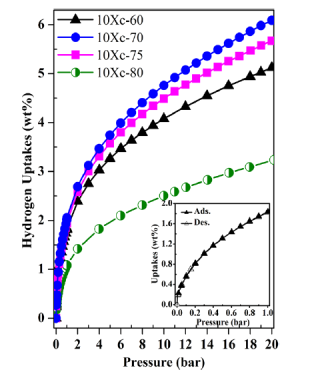 10Xc-60
10Xc-70
10Xc-75
10Xc-80
Hydrogen Uptakes (wt%)
6
5
4
3
2
1
0
0 2 4 6 8 10 12 14 16 18 20
Pressure (bar)
Ads.
Des.
Uptakes (wt%)
2.0
1.6
1.2
0.8
0.4
0.0
0.0 0.2 0.4 0.6 0.8 1.0
Pressure (bar)